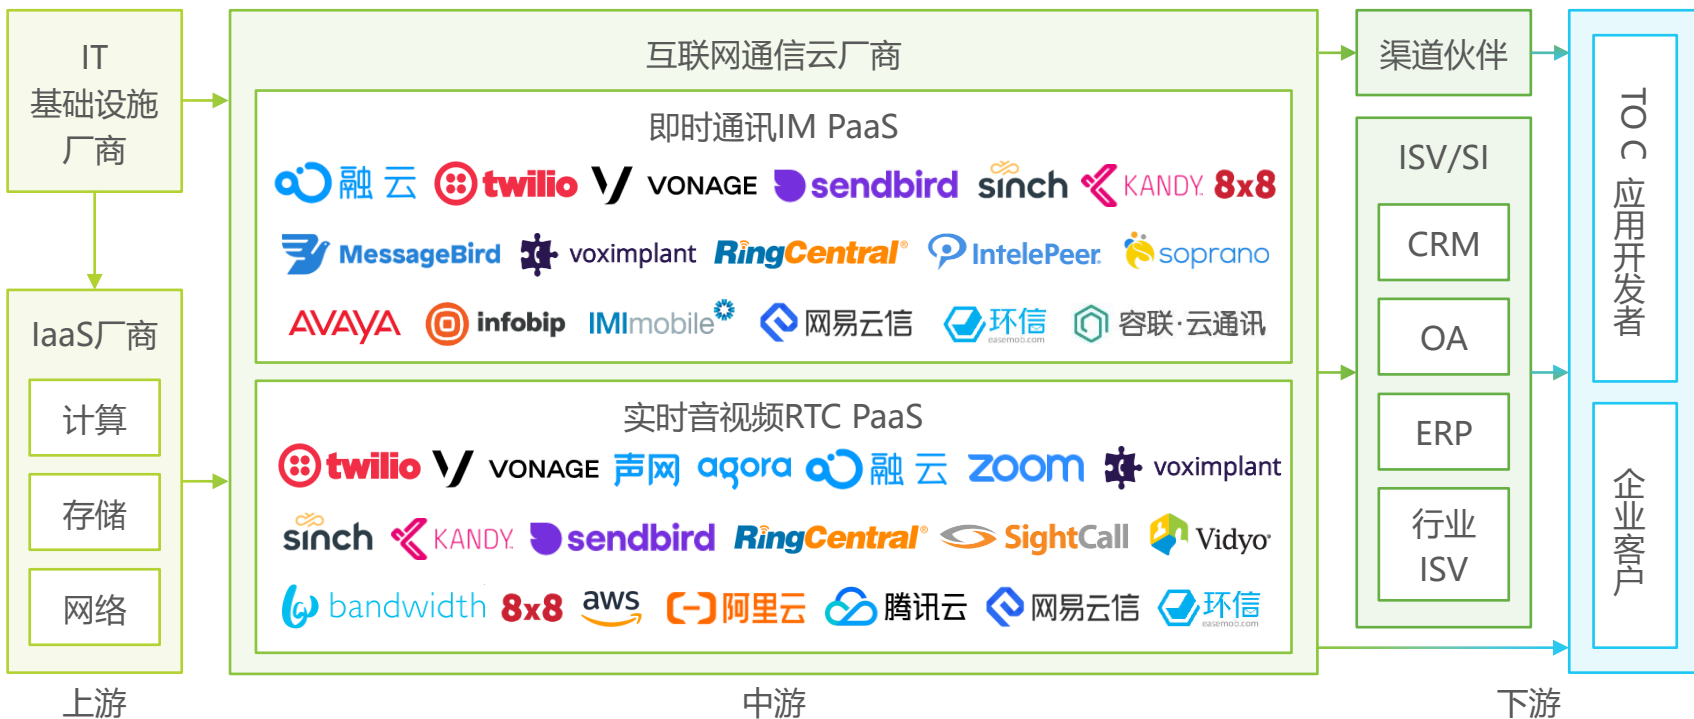 IT
基础设施
厂商
IaaS厂商
计算
存储
网络
上游
互联网通信云厂商
即时通讯IM PaaS
融云 twilio VONAGE sendbird sinch KANDY 8x8
MessageBird voximplant RingCentral® IntelePeer soprano
AVAYA infobip IMImobile 网易云信 环信 容联·云通讯
easemob.com
实时音视频RTC PaaS
twilio VONAGE 声网 agora 融云 zoom voximplant
sinch KANDY sendbird RingCentral® SightCall Vidyo
bandwidth 8x8 aws 阿里云 腾讯云 网易云信 环信
easemob.com
中游
渠道伙伴
ISV/SI
CRM
OA
ERP
行业
ISV
TO C 应用开发者
企业客户
下游